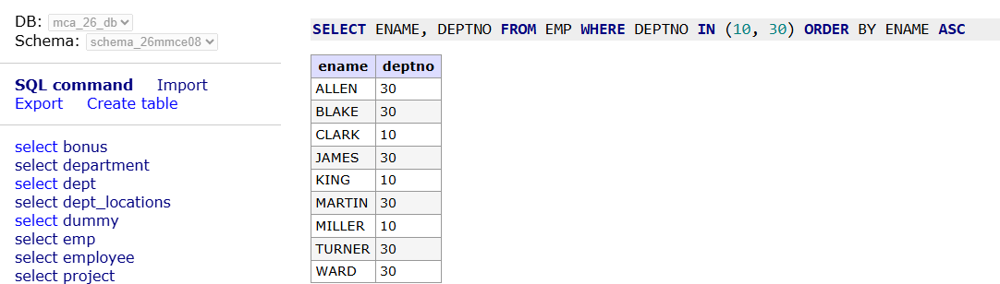 DB: mca_26_db
Schema: schema_26mmce08
SQL command Import
Export Create table
select bonus
select department
select dept
select dept_locations
select dummy
select emp
select employee
select project
SELECT ENAME, DEPTNO FROM EMP WHERE DEPTNO IN (10, 30) ORDER BY ENAME ASC
ename deptno
ALLEN 30
BLAKE 30
CLARK 10
JAMES 30
KING 10
MARTIN 30
MILLER 10
TURNER 30
WARD 30